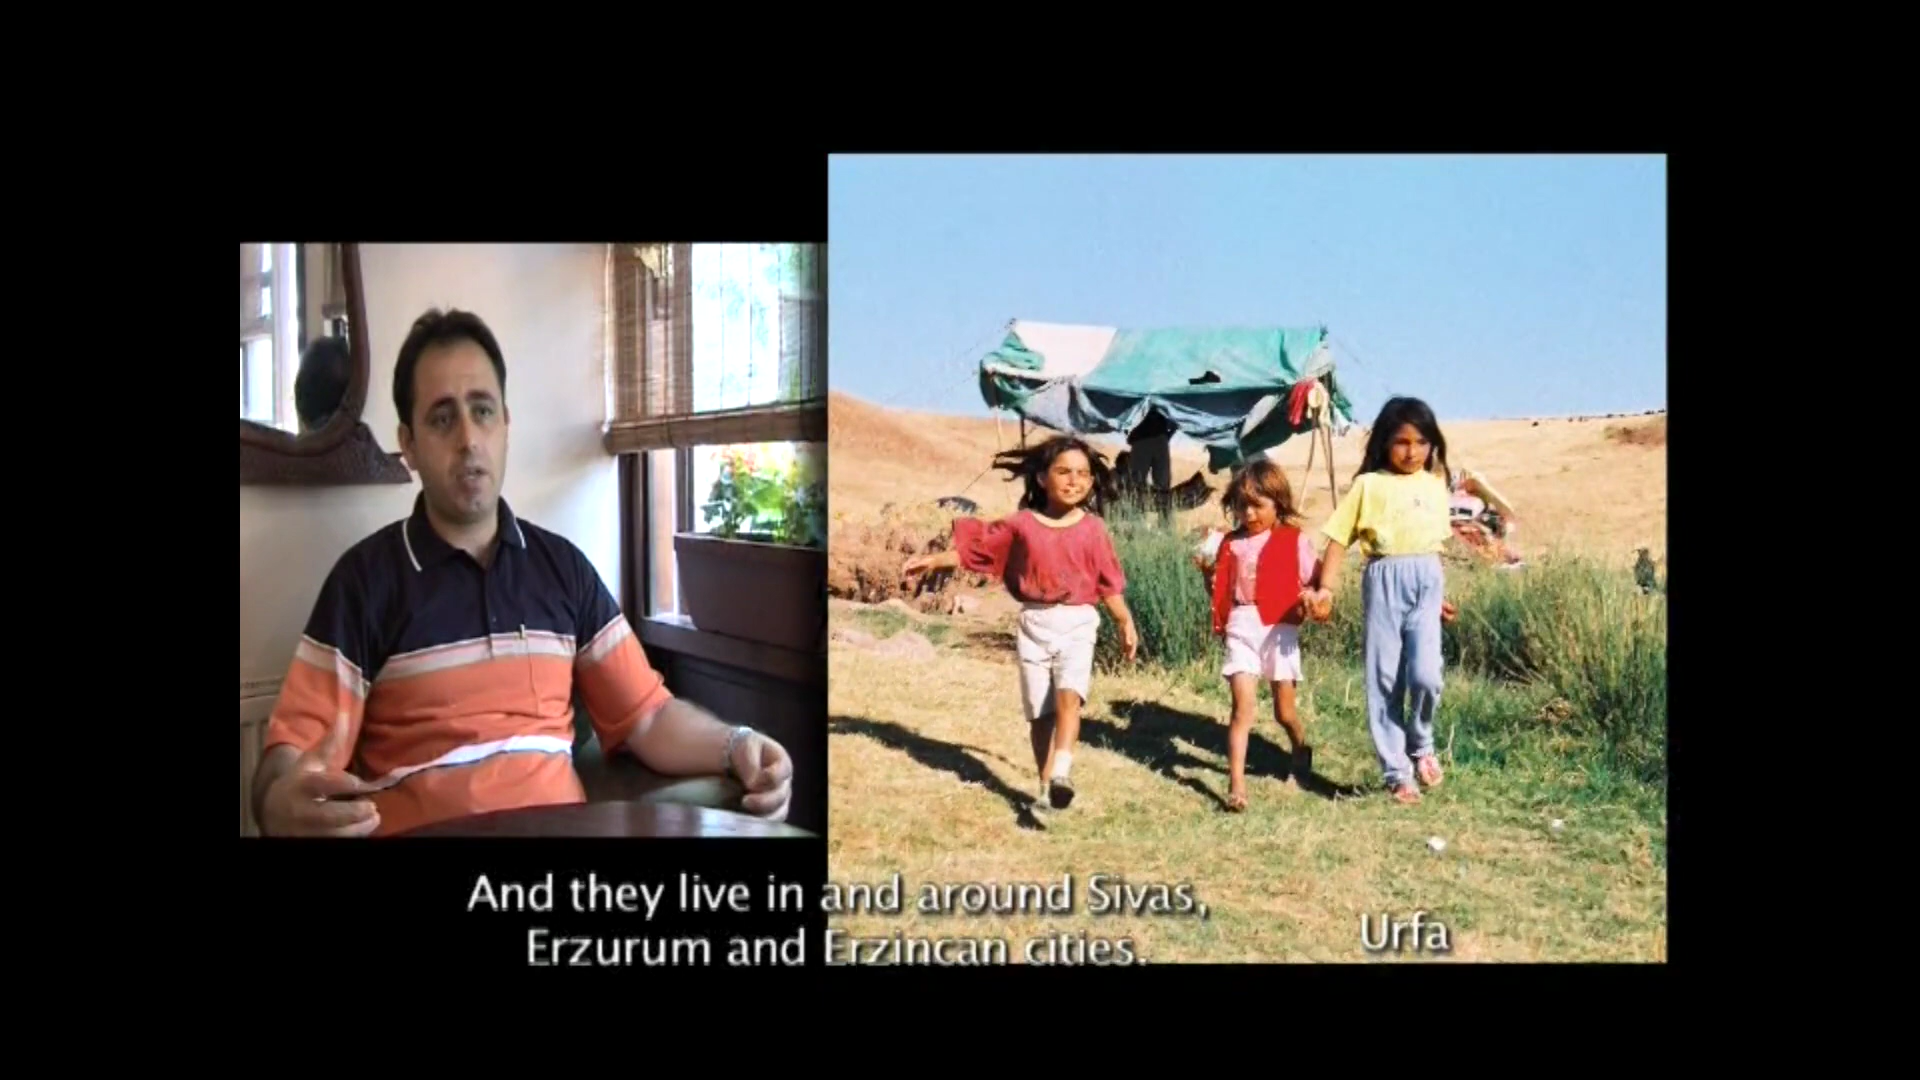 And they live in and around Sivas,
Erzurum and Erzincan cities.
Urfa